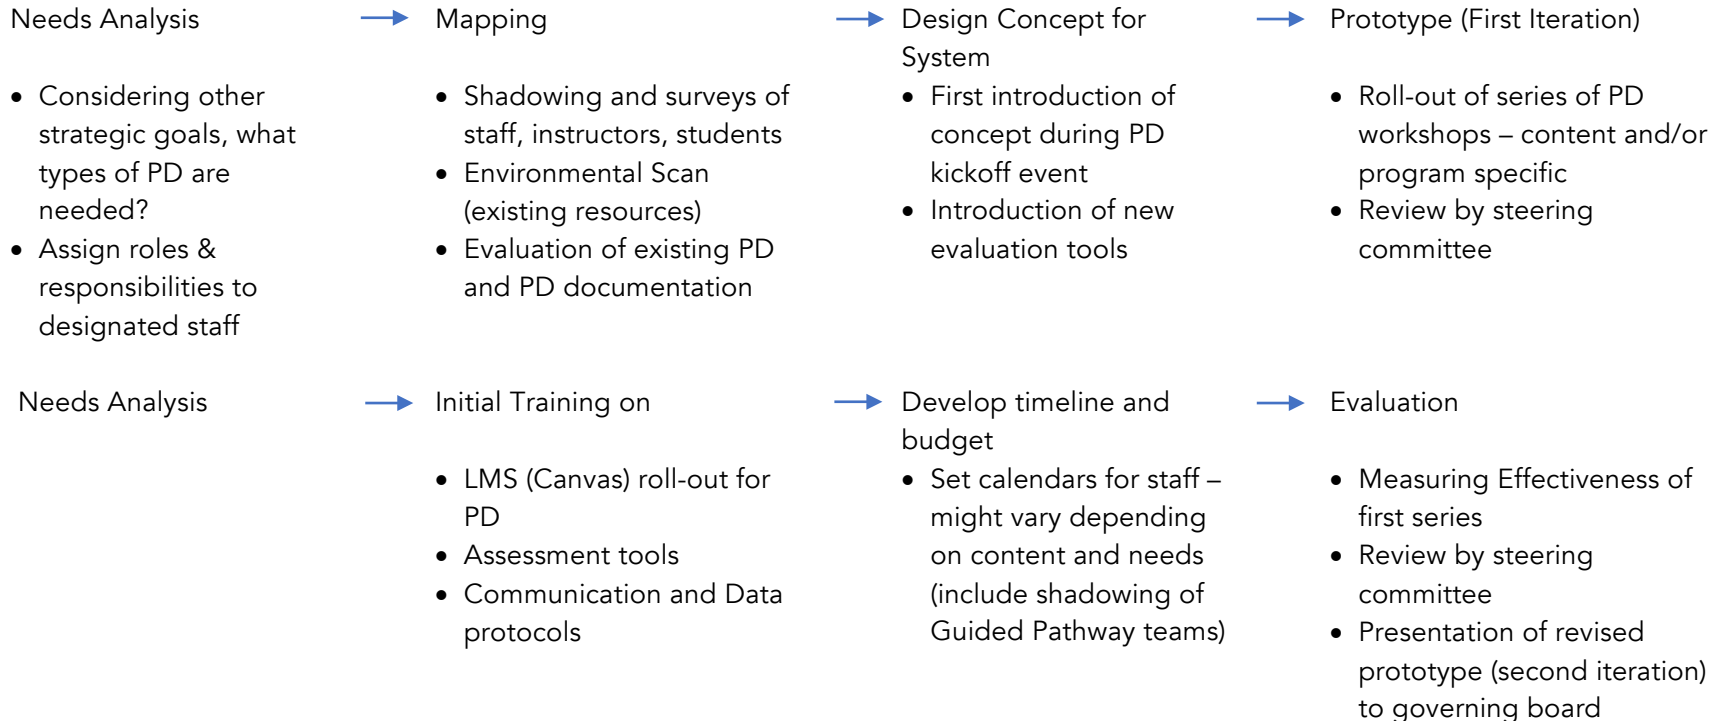 Needs Analysis
• Considering other
strategic goals, what
types of PD are
needed?
• Assign roles &
responsibilities to
designated staff
Mapping
• Shadowing and surveys of
staff, instructors, students
• Environmental Scan
(existing resources)
• Evaluation of existing PD
and PD documentation
Design Concept for
System
• First introduction of
concept during PD
kickoff event
• Introduction of new
evaluation tools
Prototype (First Iteration)
• Roll-out of series of PD
workshops – content and/or
program specific
• Review by steering
committee
Needs Analysis
Initial Training on
• LMS (Canvas) roll-out for
PD
• Assessment tools
• Communication and Data
protocols
Develop timeline and
budget
• Set calendars for staff –
might vary depending
on content and needs
(include shadowing of
Guided Pathway teams)
Evaluation
• Measuring Effectiveness of
first series
• Review by steering
committee
• Presentation of revised
prototype (second iteration)
to governing board